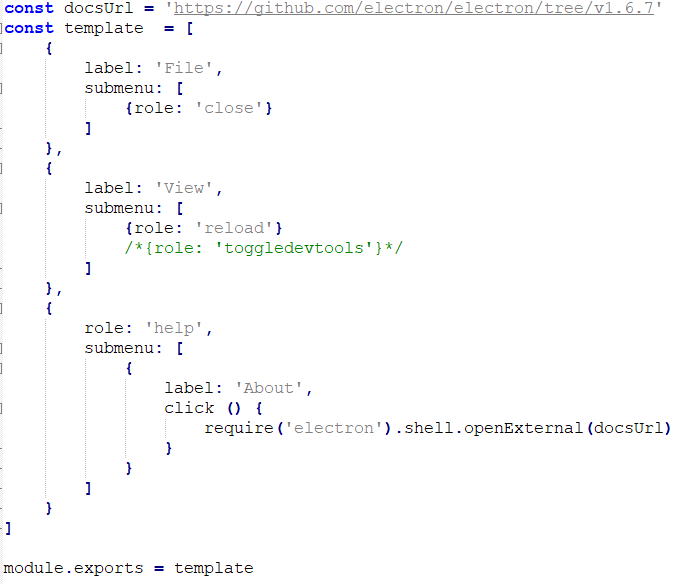 const docsUrl = 'https://github.com/electron/electron/tree/v1.6.7'
const template  = [
    {
        label: 'File',
        submenu: [
            {role: 'close'}
        ]
    },
    {
        label: 'View',
        submenu: [
            {role: 'reload'}
            /*{role: 'toggledevtools'}*/
        ]
    },
    {
        role: 'help',
        submenu: [
            {
                label: 'About',
                click () {
                    require('electron').shell.openExternal(docsUrl)
                }
            }
        ]
    }
]

module.exports = template